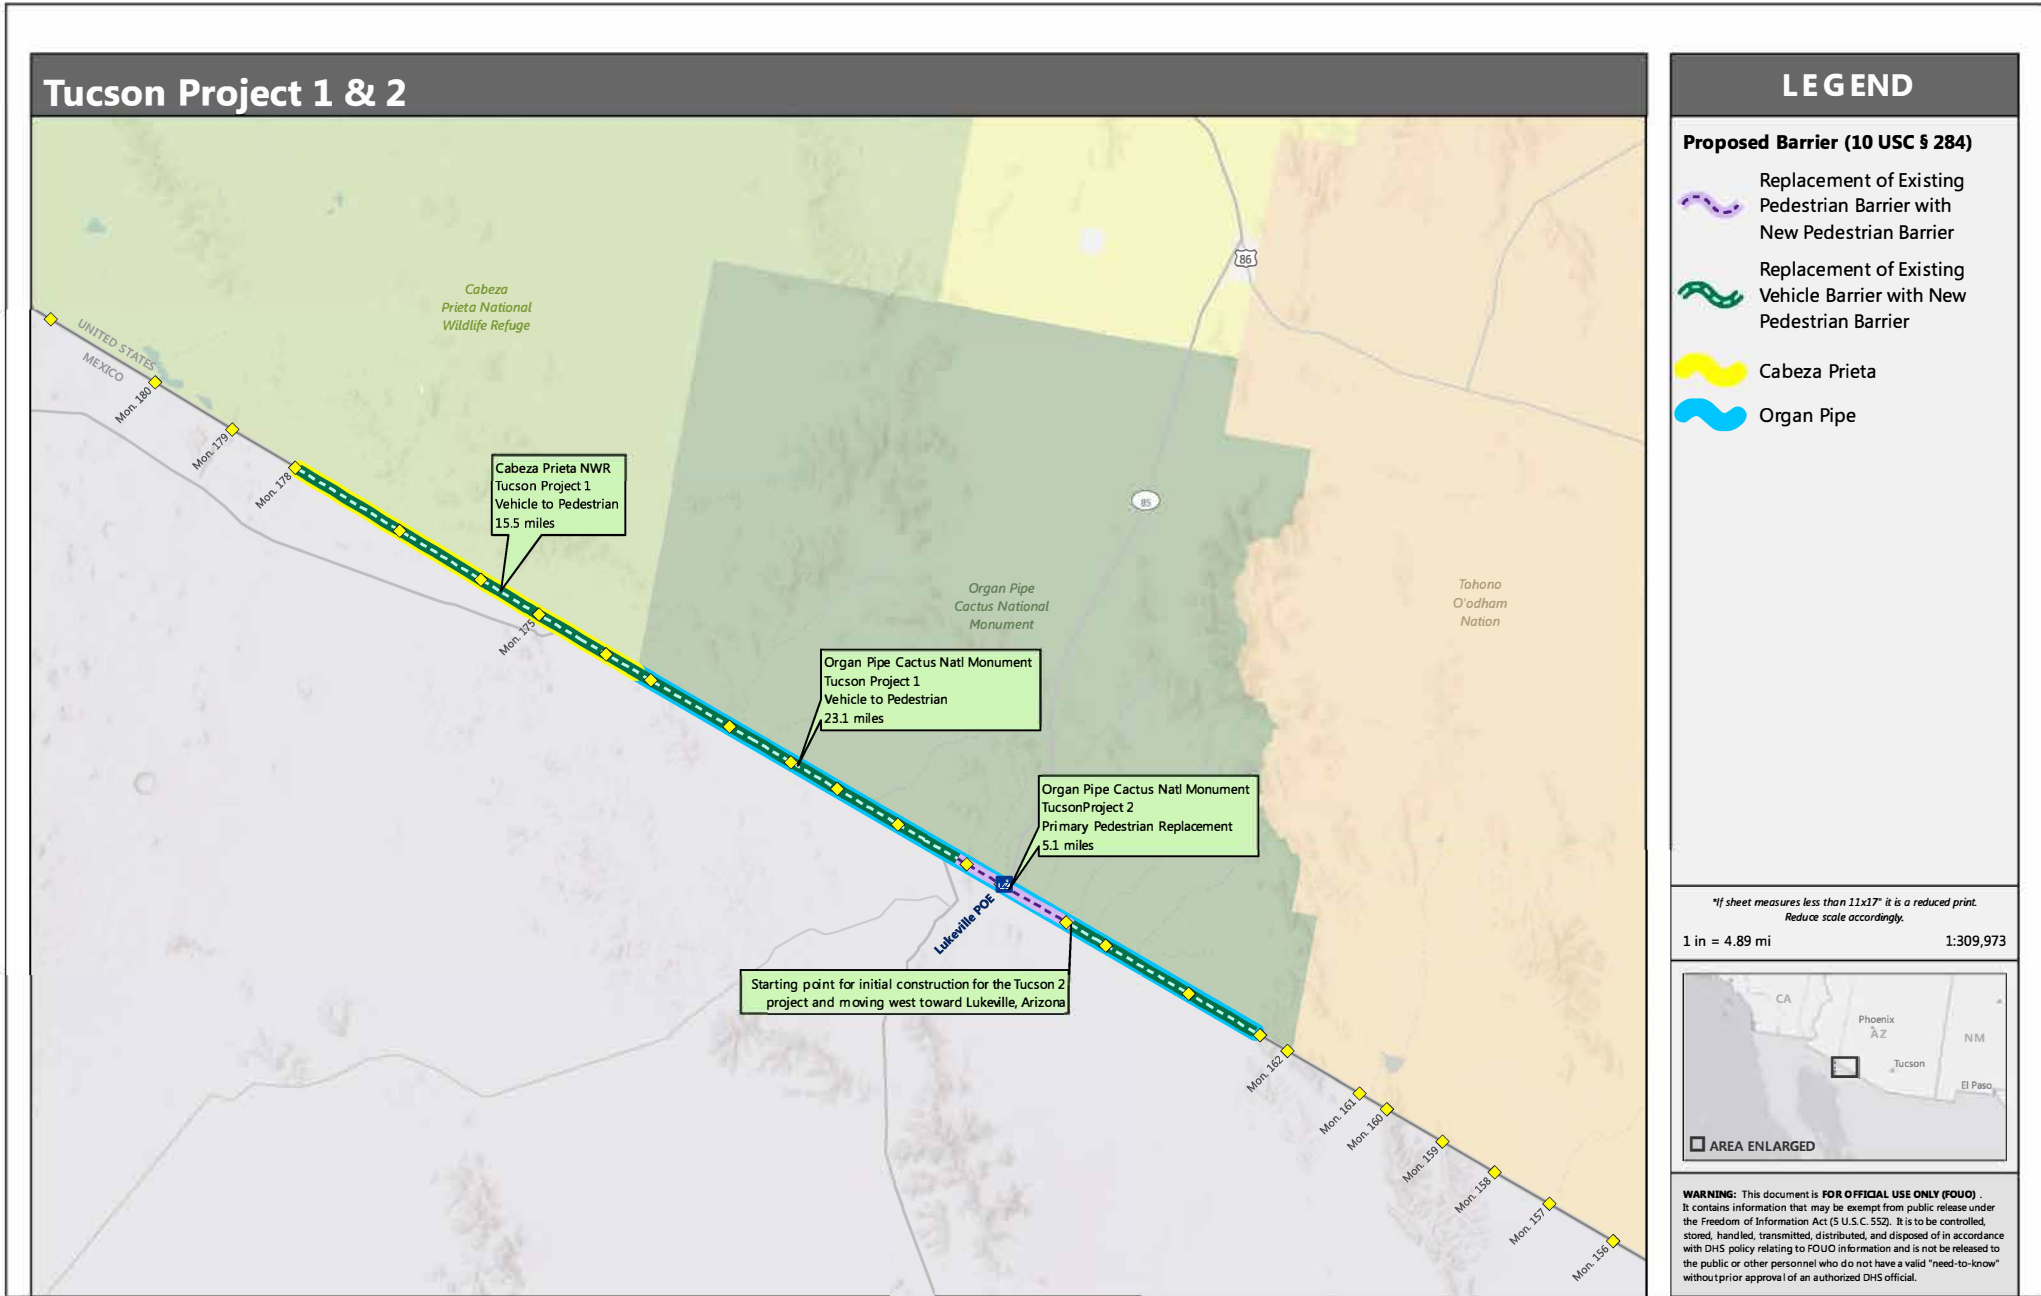 Tucson Project 1 & 2
86
Cabeza
Prieta National
Wildlife Refuge
UNITED STATES
MEXICO
Mon. 180
Mon. 179
Mon. 178
Cabeza Prieta NWR
Tucson Project 1
Vehicle to Pedestrian
15.5 miles
85
Mon. 175
Organ Pipe
Cactus National
Monument
Tohono
O'odham
Nation
Organ Pipe Cactus Natl Monument
Tucson Project 1
Vehicle to Pedestrian
23.1 miles
Organ Pipe Cactus Natl Monument
TucsonProject 2
Primary Pedestrian Replacement
5.1 miles
Lukeville POE
Starting point for initial construction for the Tucson 2
project and moving west toward Lukeville, Arizona
Mon. 162
Mon. 161
Mon. 160
Mon. 159
Mon. 158
Mon. 157
Mon. 156
LEGEND
Proposed Barrier (10 USC § 284)
Replacement of Existing
Pedestrian Barrier with
New Pedestrian Barrier
Replacement of Existing
Vehicle Barrier with New
Pedestrian Barrier
Cabeza Prieta
Organ Pipe
*If sheet measures less than 11x17" it is a reduced print.
Reduce scale accordingly.
1 in = 4.89 mi 1:309,973
CA
Phoenix
AZ
NM
Tucson
El Paso
AREA ENLARGED
WARNING: This document is FOR OFFICIAL USE ONLY (FOUO) .
It contains information that may be exempt from public release under
the Freedom of Information Act (5 U.S.C. 552). It is to be controlled,
stored, handled, transmitted, distributed, and disposed of in accordance
with DHS policy relating to FOUO information and is not be released to
the public or other personnel who do not have a valid "need-to-know"
without prior approval of an authorized DHS official.